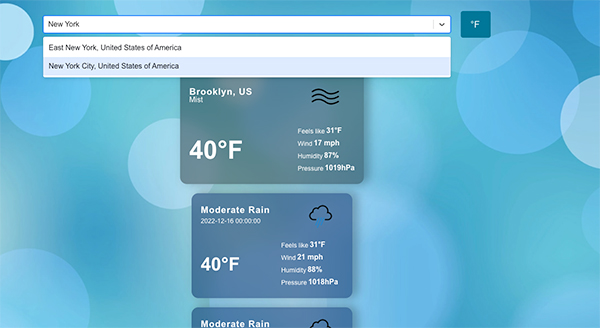 New York
°F
East New York, United States of America
New York City, United States of America
Brooklyn, US
Mist
40°F
Feels like 31°F
Wind 17 mph
Humidity 87%
Pressure 1019hPa
Moderate Rain
2022-12-16 00:00:00
40°F
Feels like 31°F
Wind 21 mph
Humidity 88%
Pressure 1018hPa
Moderate Rain